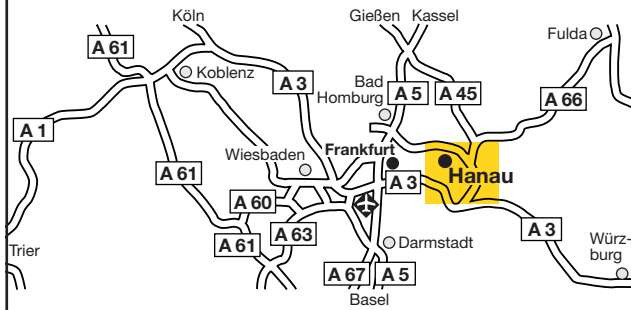 Köln
Gießen
Kassel
A 61
Fulda
Koblenz
A 3
Bad
Homburg
A 5
A 45
A 66
A 1
Frankfurt
Wiesbaden
Hanau
A 61
A 3
A 60
A 63
A 61
A 3
Trier
Darmstadt
Würz-
burg
A 67
A 5
Basel